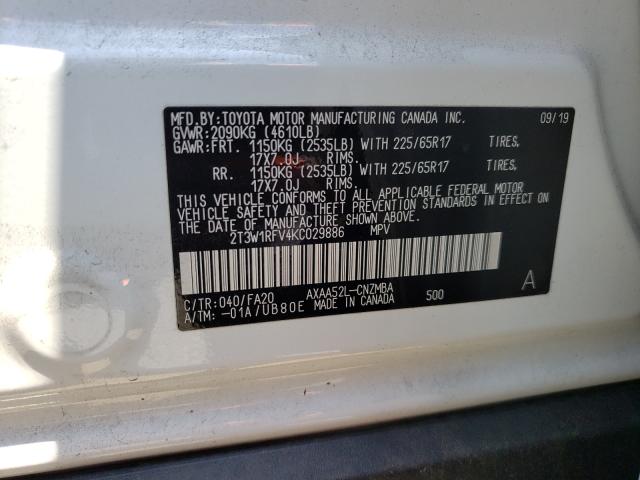 MFD.BY: TOYOTA MOTOR MANUFACTURING CANADA INC. 09/19
GVWR: 2090KG (4610LB)
GAWR: FRT. 1150KG (2535LB) WITH 225/65R17 TIRES,
17X7.0J RIMS.
RR. 1150KG (2535LB) WITH 225/65R17 TIRES,
17X7.0J RIMS.
THIS VEHICLE CONFORMS TO ALL APPLICABLE FEDERAL MOTOR
VEHICLE SAFETY, BUMPER, AND THEFT PREVENTION STANDARDS IN EFFECT ON
THE DATE OF MANUFACTURE SHOWN ABOVE.
2T3W1RFV4KC029886 MPV
C/TR: 040/FA20 AXAA52L-CNZMBA 500 A
A/TM: -01A/UB80E MADE IN CANADA